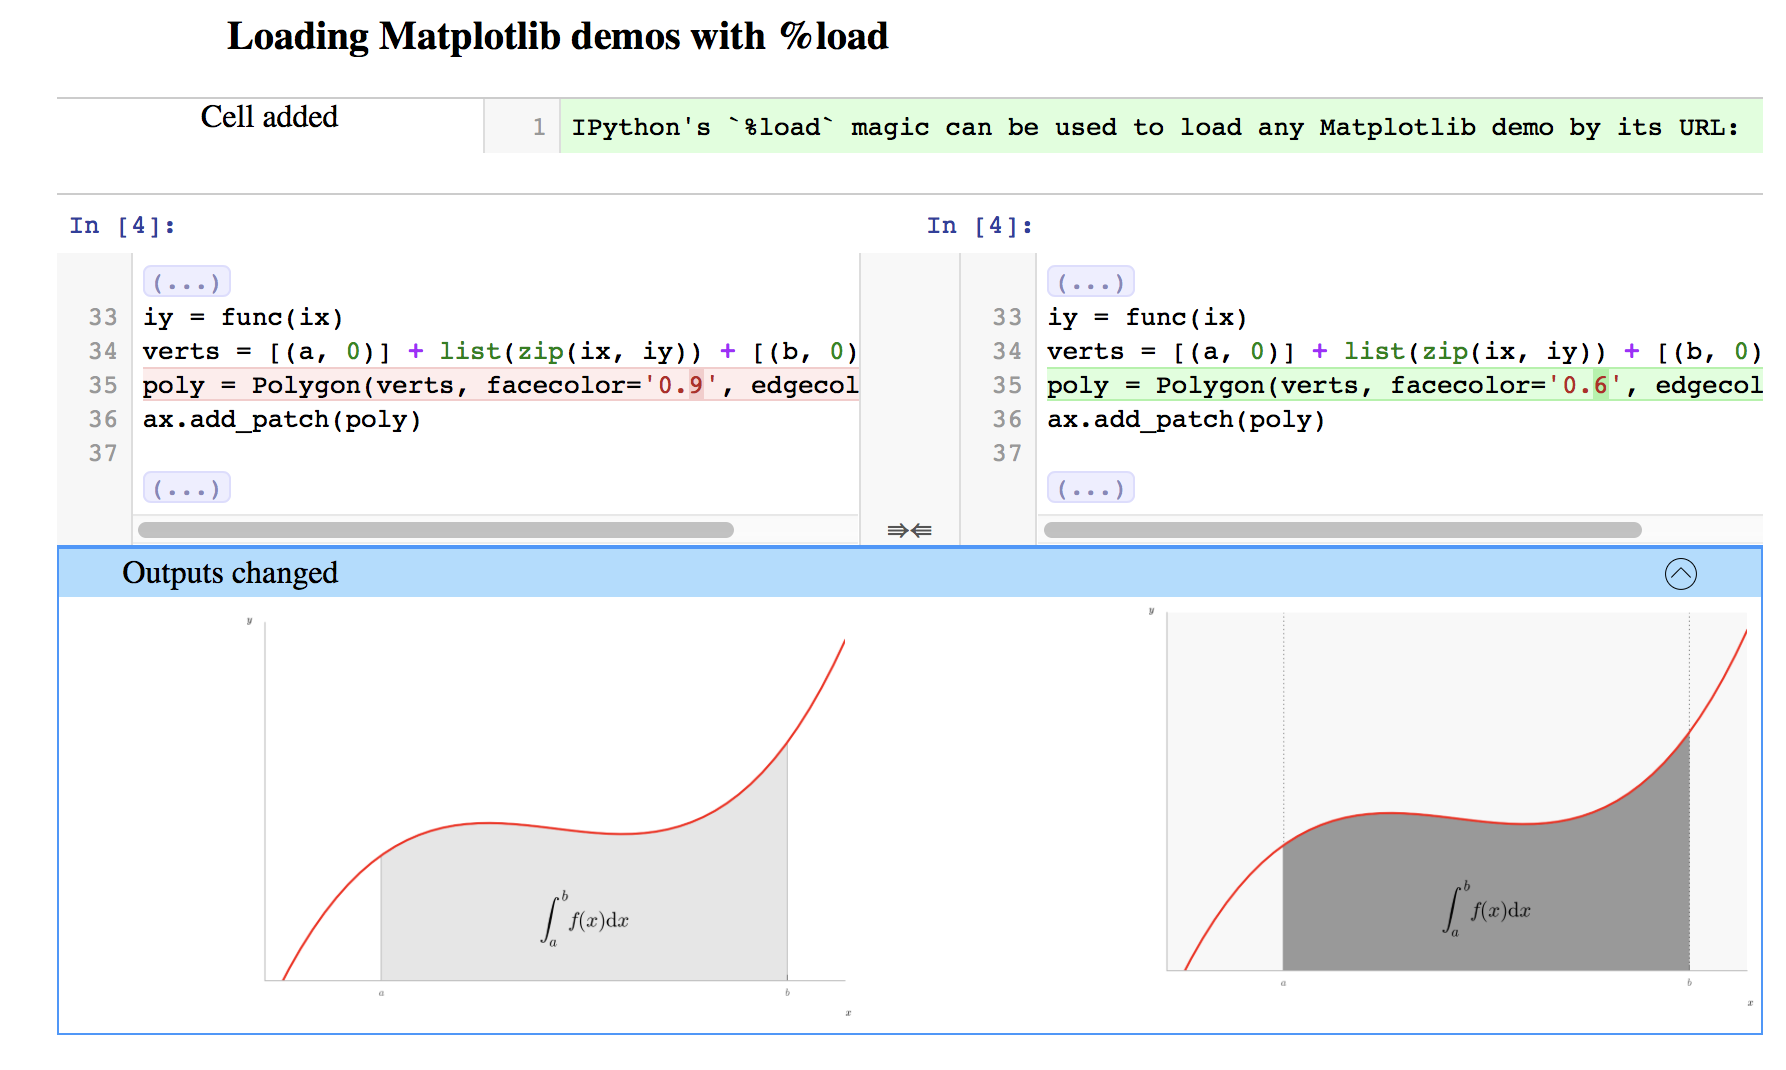 Loading Matplotlib demos with %load
Cell added
1 IPython's `%load` magic can be used to load any Matplotlib demo by its URL:
In [4]:
(...)
33 iy = func(ix)
34 verts = [(a, 0)] + list(zip(ix, iy)) + [(b, 0)
35 poly = Polygon(verts, facecolor='0.9', edgecol
36 ax.add_patch(poly)
37
(...)
In [4]:
(...)
33 iy = func(ix)
34 verts = [(a, 0)] + list(zip(ix, iy)) + [(b, 0)
35 poly = Polygon(verts, facecolor='0.6', edgecol
36 ax.add_patch(poly)
37
(...)
Outputs changed
y
∫_a^b f(x)dx
a b
x
y
∫_a^b f(x)dx
a b
x